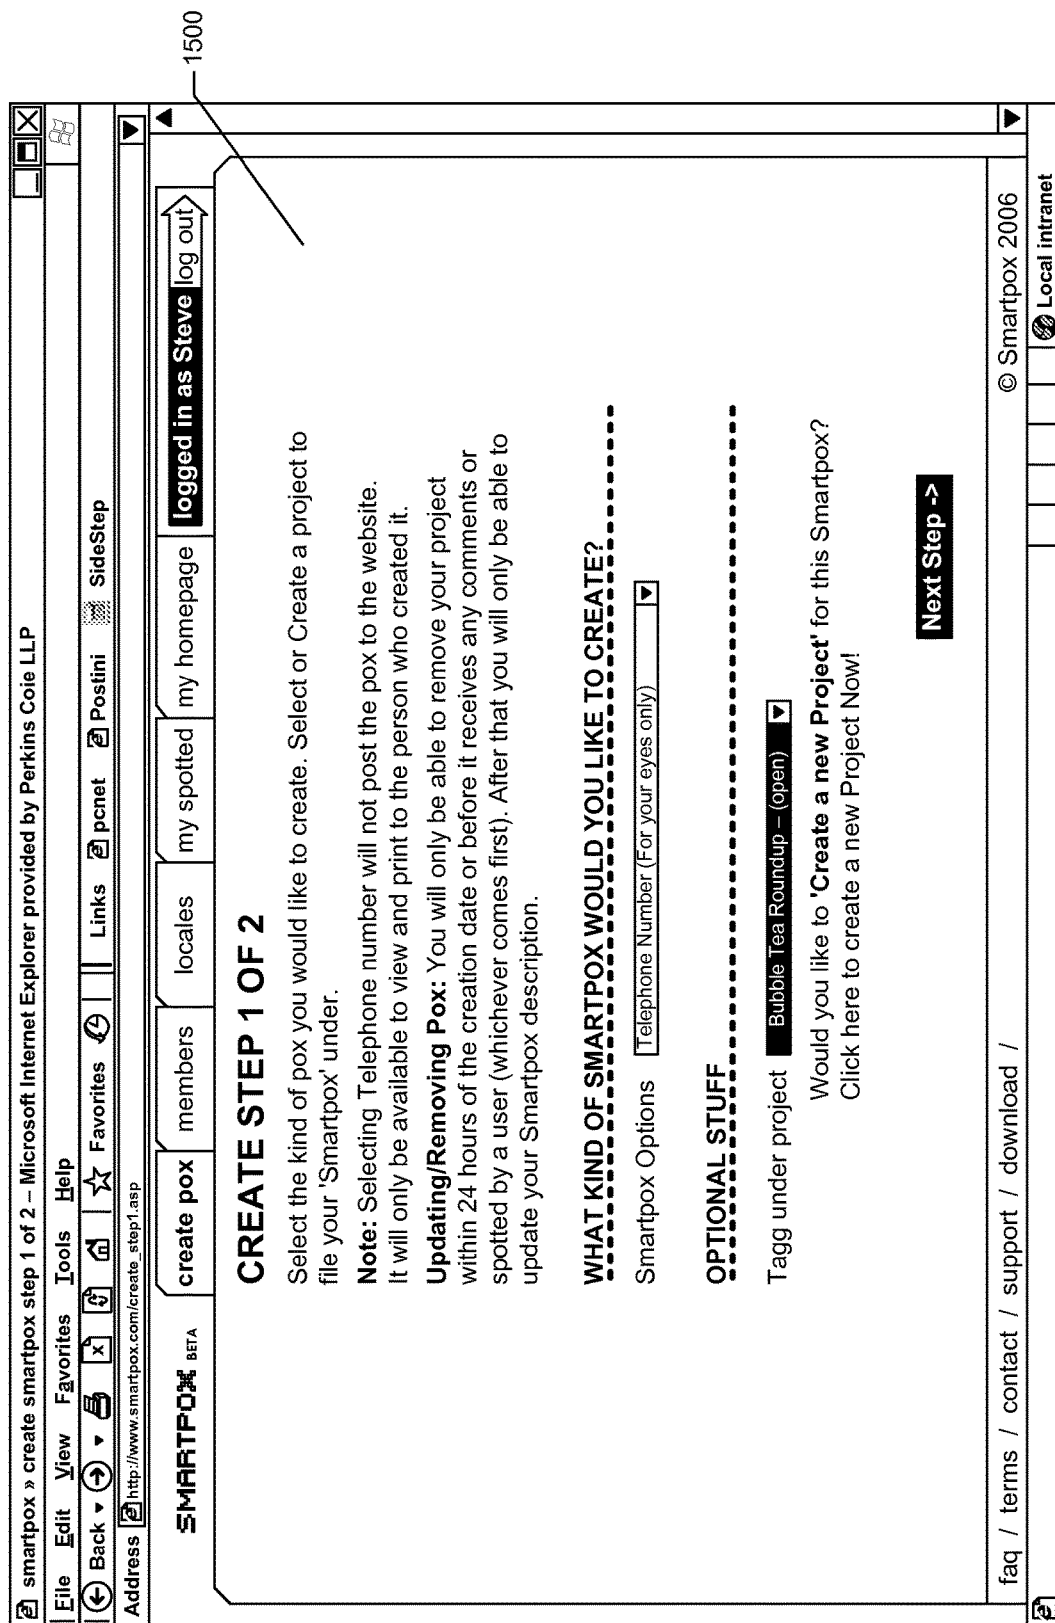 smartpox » create smartpox step 1 of 2 – Microsoft Internet Explorer provided by Perkins Coie LLP
File Edit View Favorites Tools Help
Back Favorites Links pcnet Postini SideStep
Address http://www.smartpox.com/create_step1.asp
SMARTPOX BETA
create pox members locales my spotted my homepage logged in as Steve log out
1500
CREATE STEP 1 OF 2
Select the kind of pox you would like to create. Select or Create a project to
file your 'Smartpox' under.
Note: Selecting Telephone number will not post the pox to the website.
It will only be available to view and print to the person who created it.
Updating/Removing Pox: You will only be able to remove your project
within 24 hours of the creation date or before it receives any comments or
spotted by a user (whichever comes first). After that you will only be able to
update your Smartpox description.
WHAT KIND OF SMARTPOX WOULD YOU LIKE TO CREATE?
Smartpox Options Telephone Number (For your eyes only)
OPTIONAL STUFF
Tagg under project Bubble Tea Roundup – (open)
Would you like to 'Create a new Project' for this Smartpox?
Click here to create a new Project Now!
Next Step ->
faq / terms / contact / support / download / © Smartpox 2006
Local intranet